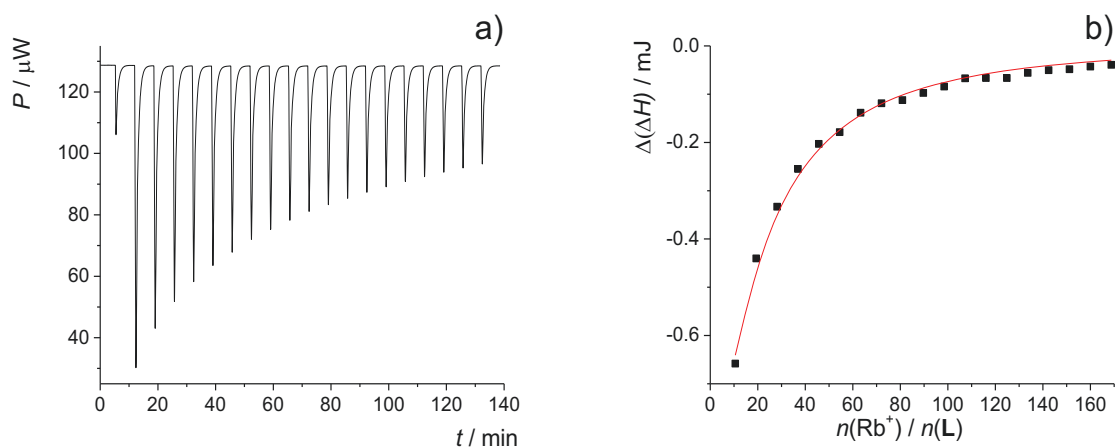 a)
P / μW
120
100
80
60
40
0 20 40 60 80 100 120 140
t / min
b)
Δ(ΔH) / mJ
0.0
-0.2
-0.4
-0.6
0 20 40 60 80 100 120 140 160
n(Rb⁺) / n(L)